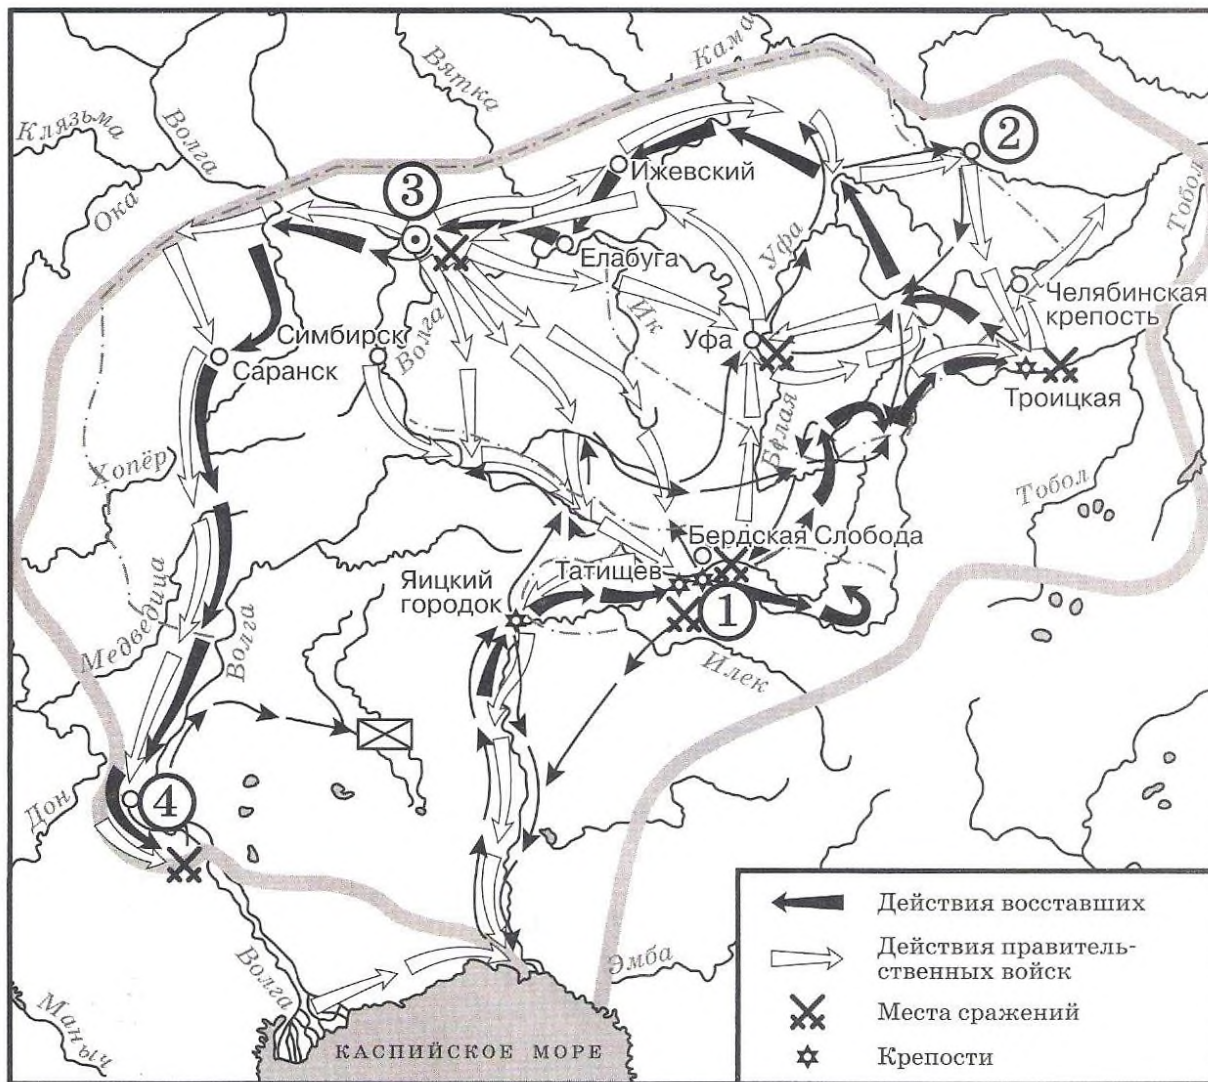 Кама
Вятка
Клязьма
Волга
2
Ока
3
Ижевский
Тобол
Елабуга
Уфа
Челябинская
крепость
Ик
Симбирск
Волга
Уфа
Саранск
Троицкая
Белая
Хопёр
Тобол
Бердская Слобода
Татищев
Яицкий
городок
1
Медведица
Волга
Илек
Дон
4
Действия восставших
Действия правитель-
ственных войск
Волга
Эмба
Места сражений
Маныч
КАСПИЙСКОЕ МОРЕ
Крепости